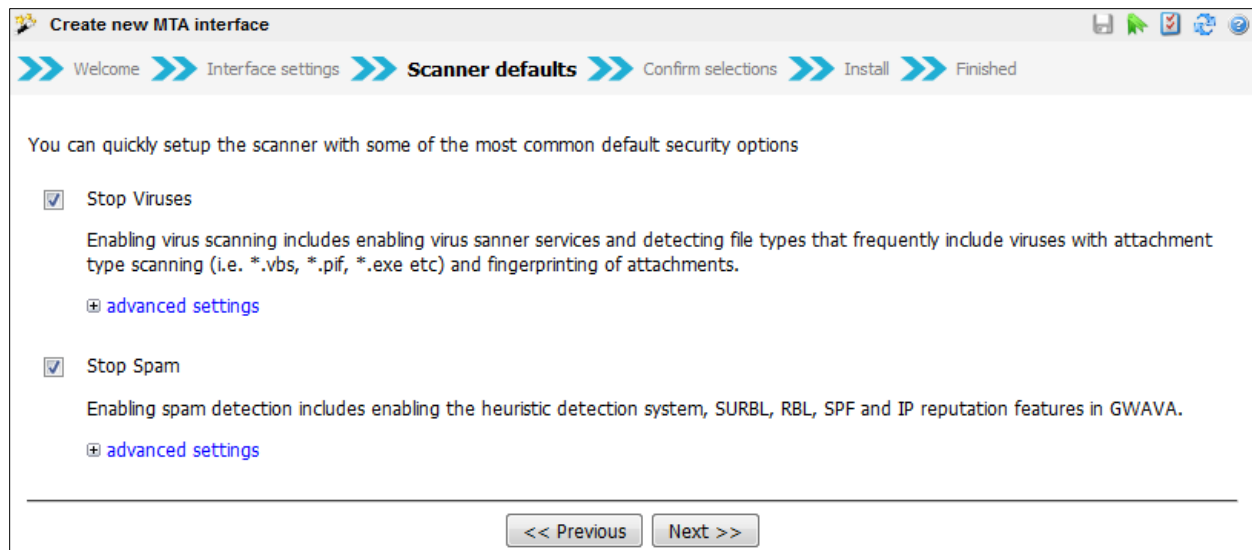 Create new MTA interface
Welcome Interface settings Scanner defaults Confirm selections Install Finished
You can quickly setup the scanner with some of the most common default security options
Stop Viruses
Enabling virus scanning includes enabling virus sanner services and detecting file types that frequently include viruses with attachment
type scanning (i.e. *.vbs, *.pif, *.exe etc) and fingerprinting of attachments.
advanced settings
Stop Spam
Enabling spam detection includes enabling the heuristic detection system, SURBL, RBL, SPF and IP reputation features in GWAVA.
advanced settings
<< Previous Next >>